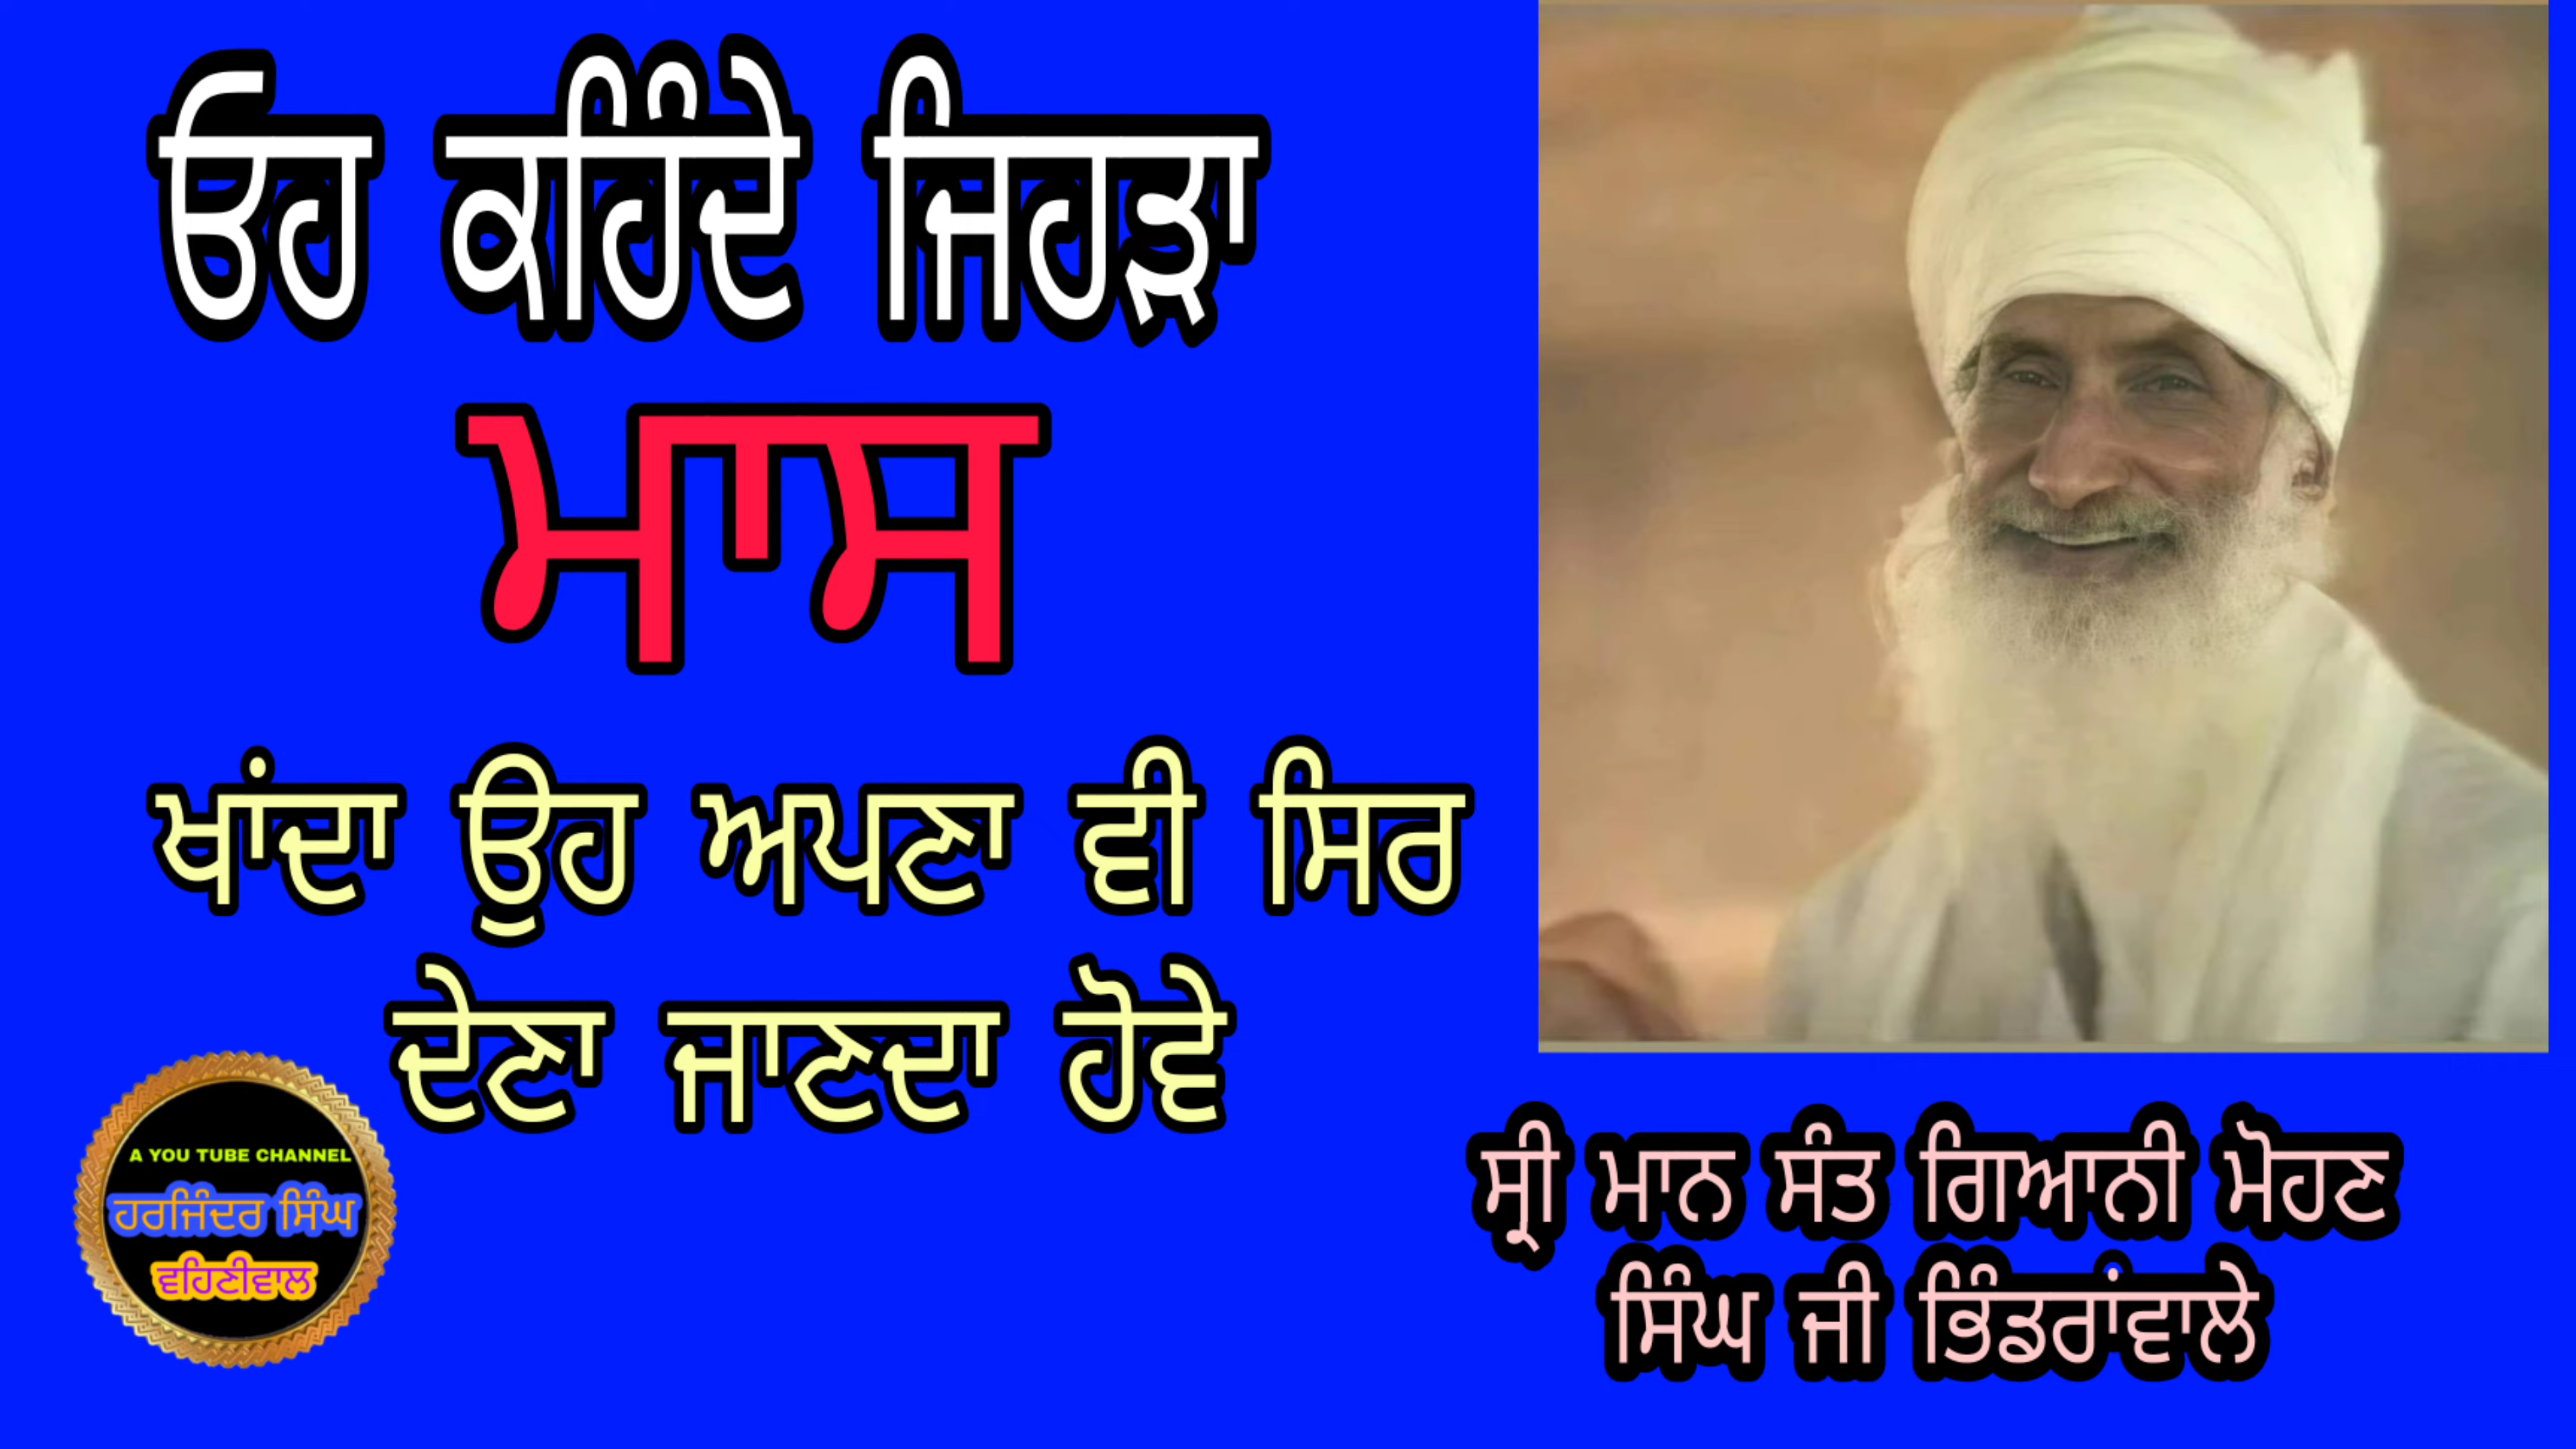 ਓਹ ਕਹਿੰਦੇ ਜਿਹੜਾ
ਮਾਸ
ਖਾਂਦਾ ਉਹ ਅਪਣਾ ਵੀ ਸਿਰ
ਦੇਣਾ ਜਾਣਦਾ ਹੋਵੇ
A YOU TUBE CHANNEL
ਹਰਜਿੰਦਰ ਸਿੰਘ
ਵਹਿਣੀਵਾਲ
ਸ੍ਰੀ ਮਾਨ ਸੰਤ ਗਿਆਨੀ ਮੋਹਣ
ਸਿੰਘ ਜੀ ਭਿੰਡਰਾਂਵਾਲੇ